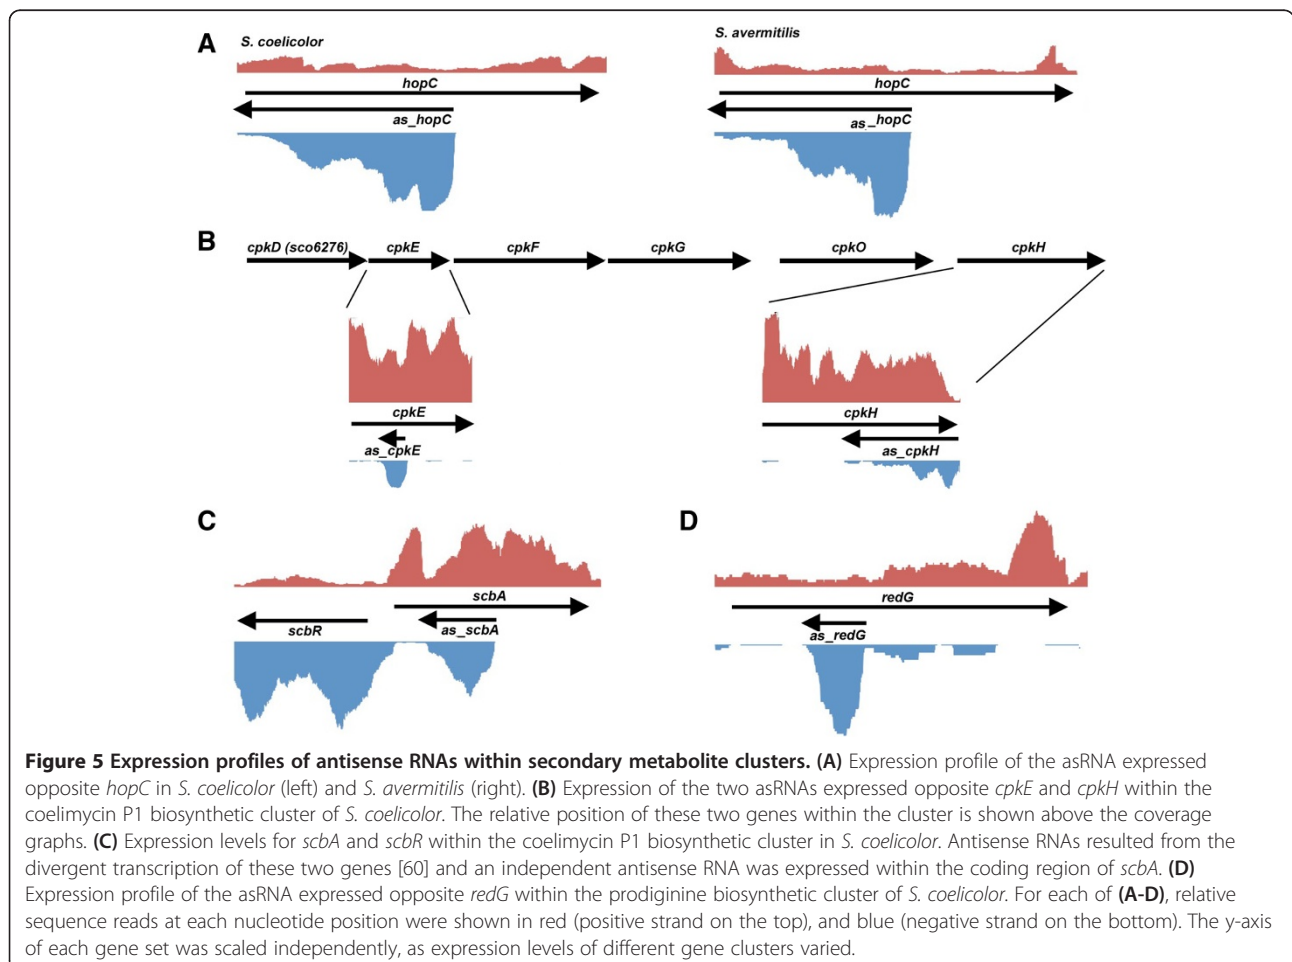 A
S. coelicolor
S. avermitilis
hopC
hopC
as_hopC
as_hopC
B
cpkD (sco6276)
cpkE
cpkF
cpkG
cpkO
cpkH
cpkE
cpkH
as_cpkE
as_cpkH
C
D
scbA
redG
scbR
as_scbA
as_redG
Figure 5 Expression profiles of antisense RNAs within secondary metabolite clusters. (A) Expression profile of the asRNA expressed
opposite hopC in S. coelicolor (left) and S. avermitilis (right). (B) Expression of the two asRNAs expressed opposite cpkE and cpkH within the
coelimycin P1 biosynthetic cluster of S. coelicolor. The relative position of these two genes within the cluster is shown above the coverage
graphs. (C) Expression levels for scbA and scbR within the coelimycin P1 biosynthetic cluster in S. coelicolor. Antisense RNAs resulted from the
divergent transcription of these two genes [60] and an independent antisense RNA was expressed within the coding region of scbA. (D)
Expression profile of the asRNA expressed opposite redG within the prodiginine biosynthetic cluster of S. coelicolor. For each of (A-D), relative
sequence reads at each nucleotide position were shown in red (positive strand on the top), and blue (negative strand on the bottom). The y-axis
of each gene set was scaled independently, as expression levels of different gene clusters varied.